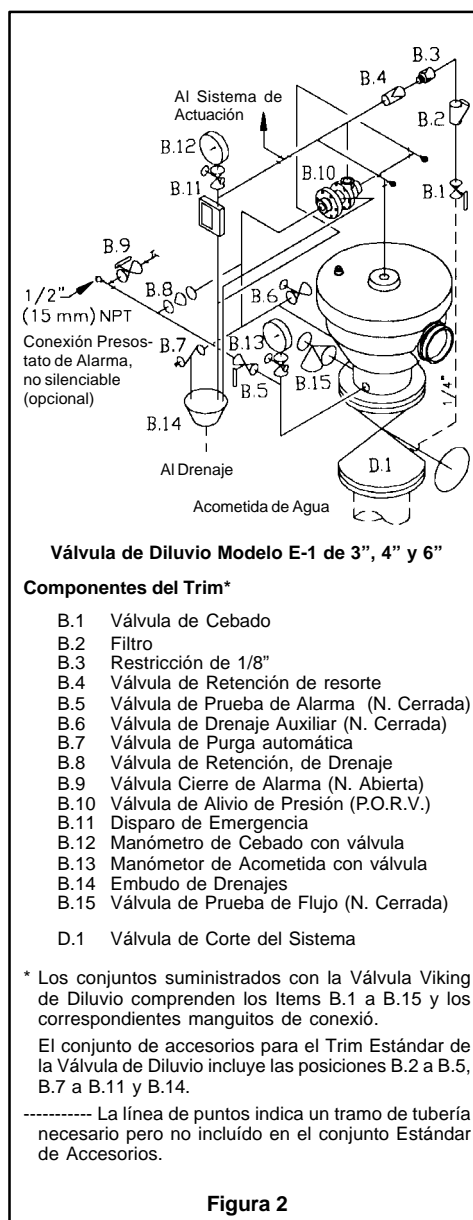 B.3
B.4
Al Sistema de
Actuación
B.2
B.12
B.10
B.11
B.1
B.9
B.8
B.6
1/2"
(15 mm) NPT
Conexión Presos-
tato de Alarma,
no silenciable
(opcional)
B.7
B.13
B.5
B.15
1/4"
B.14
D.1
Al Drenaje
Acometida de Agua
Válvula de Diluvio Modelo E-1 de 3”, 4” y 6”
Componentes del Trim*
B.1 Válvula de Cebado
B.2 Filtro
B.3 Restricción de 1/8”
B.4 Válvula de Retención de resorte
B.5 Válvula de Prueba de Alarma (N. Cerrada)
B.6 Válvula de Drenaje Auxiliar (N. Cerrada)
B.7 Válvula de Purga automática
B.8 Válvula de Retención, de Drenaje
B.9 Válvula Cierre de Alarma (N. Abierta)
B.10 Válvula de Alivio de Presión (P.O.R.V.)
B.11 Disparo de Emergencia
B.12 Manómetro de Cebado con válvula
B.13 Manómetor de Acometida con válvula
B.14 Embudo de Drenajes
B.15 Válvula de Prueba de Flujo (N. Cerrada)
D.1 Válvula de Corte del Sistema
* Los conjuntos suministrados con la Válvula Viking
de Diluvio comprenden los Items B.1 a B.15 y los
correspondientes manguitos de conexió.
El conjunto de accesorios para el Trim Estándar de
la Válvula de Diluvio incluye las posiciones B.2 a B.5,
B.7 a B.11 y B.14.
----------- La línea de puntos indica un tramo de tubería
necesario pero no incluído en el conjunto Estándar
de Accesorios.
Figura 2